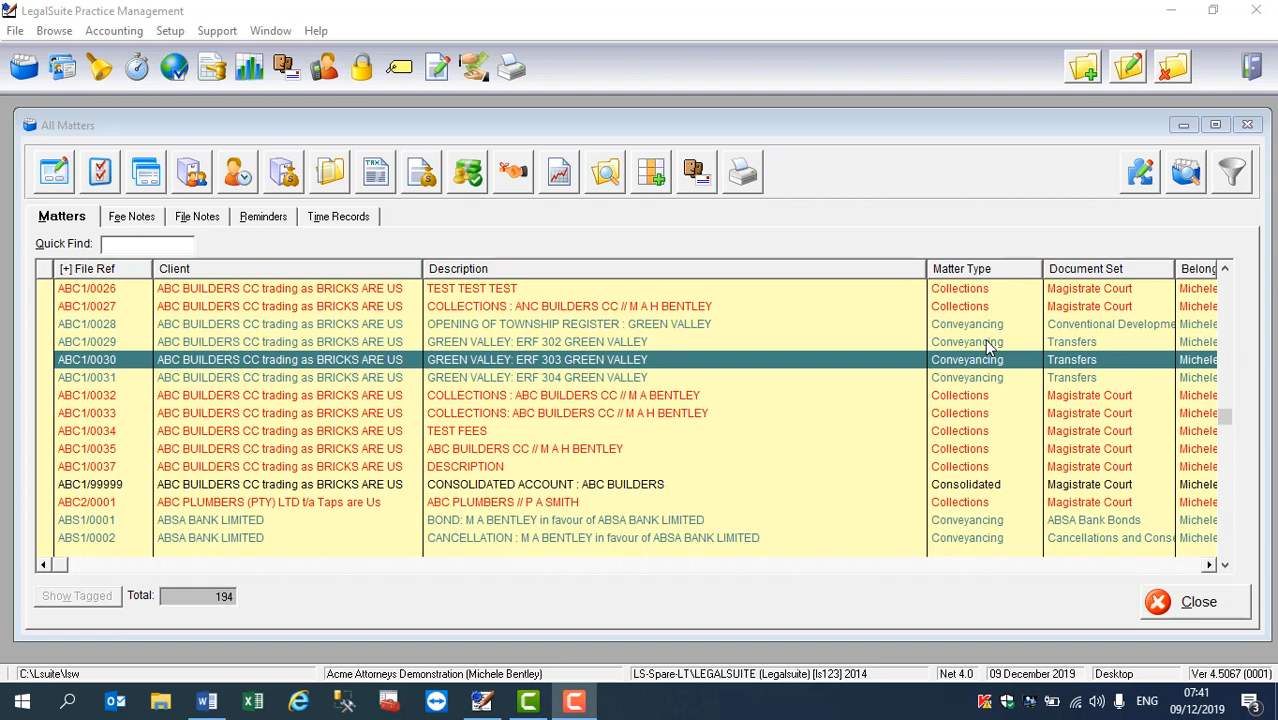 LegalSuite Practice Management
File Browse Accounting Setup Support Window Help
All Matters
TRX
Matters Fee Notes File Notes Reminders Time Records
Quick Find:
[+] File Ref Client Description Matter Type Document Set Belong
ABC1/0026 ABC BUILDERS CC trading as BRICKS ARE US TEST TEST TEST Collections Magistrate Court Michele
ABC1/0027 ABC BUILDERS CC trading as BRICKS ARE US COLLECTIONS : ANC BUILDERS CC // M A H BENTLEY Collections Magistrate Court Michele
ABC1/0028 ABC BUILDERS CC trading as BRICKS ARE US OPENING OF TOWNSHIP REGISTER : GREEN VALLEY Conveyancing Conventional Developme Michele
ABC1/0029 ABC BUILDERS CC trading as BRICKS ARE US GREEN VALLEY: ERF 302 GREEN VALLEY Conveyancing Transfers Michele
ABC1/0030 ABC BUILDERS CC trading as BRICKS ARE US GREEN VALLEY: ERF 303 GREEN VALLEY Conveyancing Transfers Michele
ABC1/0031 ABC BUILDERS CC trading as BRICKS ARE US GREEN VALLEY: ERF 304 GREEN VALLEY Conveyancing Transfers Michele
ABC1/0032 ABC BUILDERS CC trading as BRICKS ARE US COLLECTIONS : ABC BUILDERS CC // M A BENTLEY Collections Magistrate Court Michele
ABC1/0033 ABC BUILDERS CC trading as BRICKS ARE US COLLECTIONS: ABC BUILDERS CC // M A H BENTLEY Collections Magistrate Court Michele
ABC1/0034 ABC BUILDERS CC trading as BRICKS ARE US TEST FEES Collections Magistrate Court Michele
ABC1/0035 ABC BUILDERS CC trading as BRICKS ARE US ABC BUILDERS CC // M A BENTLEY Collections Magistrate Court Michele
ABC1/0037 ABC BUILDERS CC trading as BRICKS ARE US DESCRIPTION Collections Magistrate Court Michele
ABC1/99999 ABC BUILDERS CC trading as BRICKS ARE US CONSOLIDATED ACCOUNT : ABC BUILDERS Consolidated Magistrate Court Michele
ABC2/0001 ABC PLUMBERS (PTY) LTD t/a Taps are Us ABC PLUMBERS // P A SMITH Collections Magistrate Court Michele
ABS1/0001 ABSA BANK LIMITED BOND: M A BENTLEY in favour of ABSA BANK LIMITED Conveyancing ABSA Bank Bonds Michele
ABS1/0002 ABSA BANK LIMITED CANCELLATION : M A BENTLEY in favour of ABSA BANK LIMITED Conveyancing Cancellations and Conse Michele
Show Tagged Total: 194 Close
C:\Lsuite\lsw Acme Attorneys Demonstration (Michele Bentley) LS-Spare-LT\LEGALSUITE (Legalsuite) [ls123] 2014 Net 4.0 09 December 2019 Desktop Ver 4.5067 (0001)
ENG 07:41
09/12/2019 3